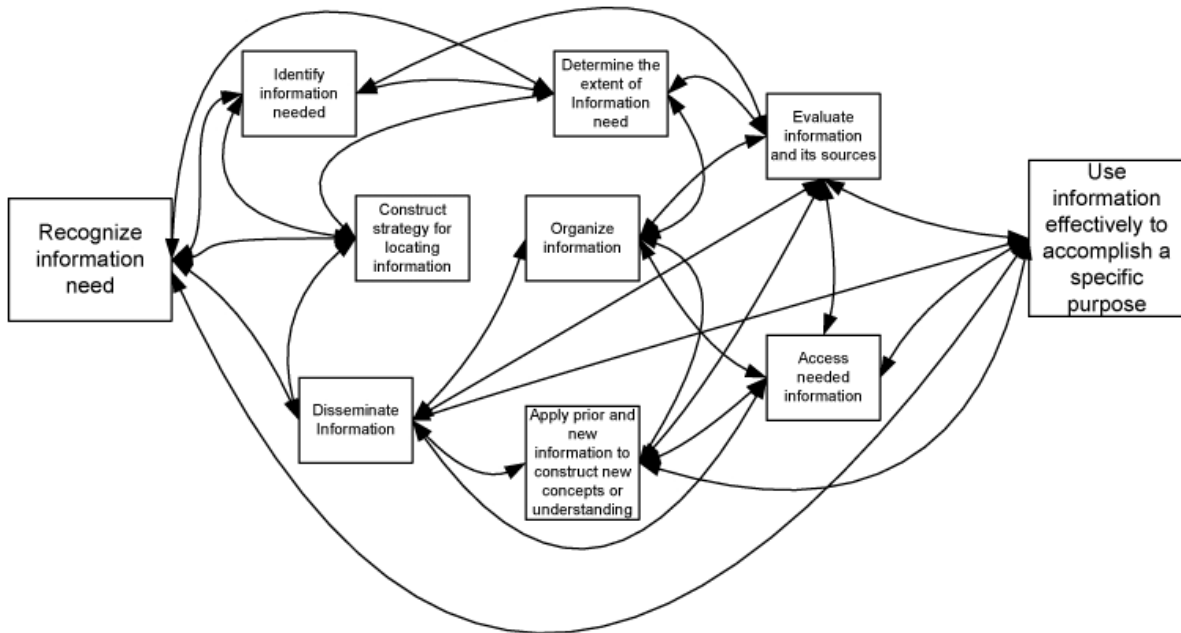 Identify
information
needed
Determine the
extent of
Information
need
Evaluate
information
and its sources
Use
information
effectively to
accomplish a
specific
purpose
Recognize
information
need
Construct
strategy for
locating
information
Organize
information
Access
needed
information
Disseminate
Information
Apply prior and
new
information to
construct new
concepts or
understanding